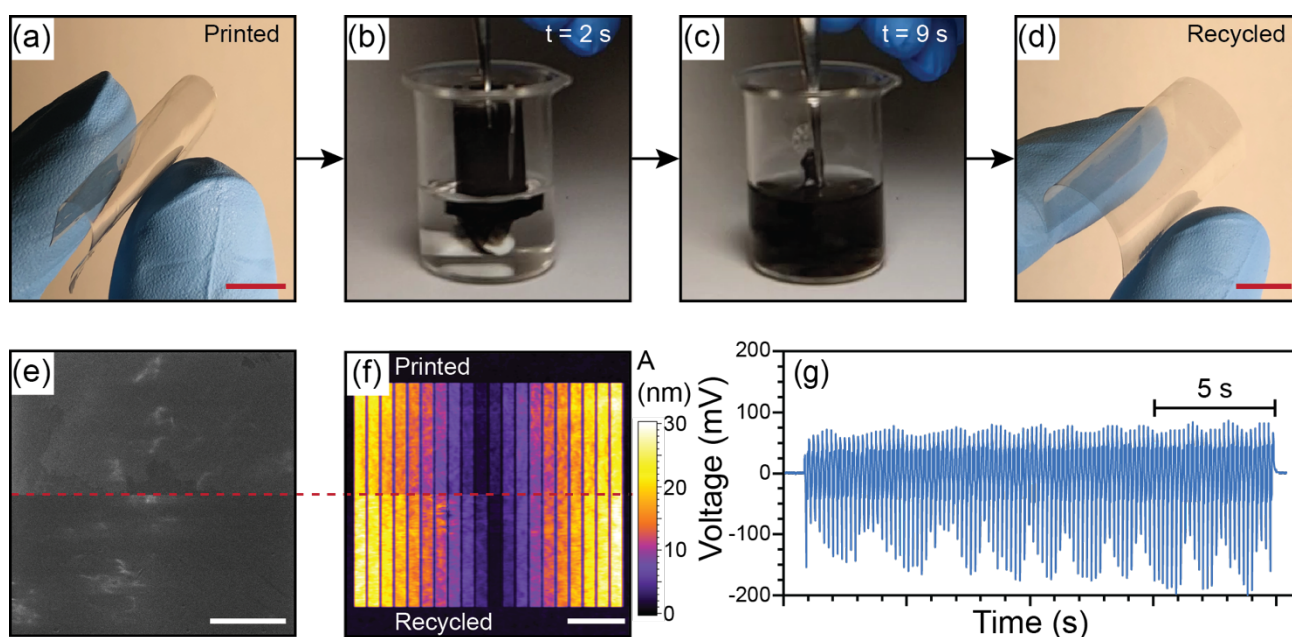 (a)
Printed
(b)
t = 2 s
(c)
t = 9 s
(d)
Recycled
(e)
(f)
Printed
Recycled
A
(nm)
30
20
10
0
(g)
5 s
200
100
0
-100
-200
Voltage (mV)
Time (s)